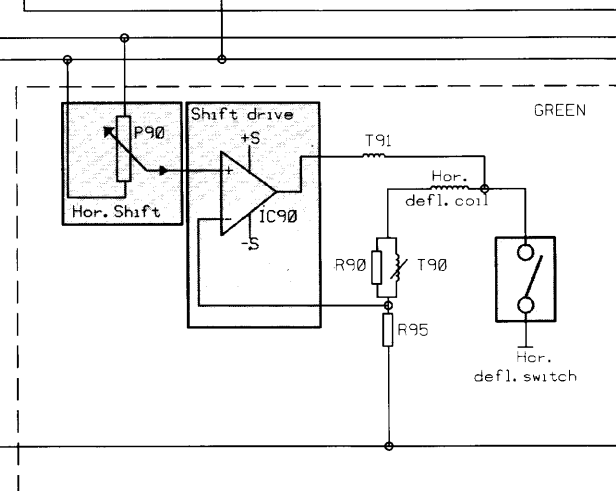 GREEN
Shift drive
P90
+S
T91
+
Hor.
defl. coil
Hor. Shift
-
IC90
-S
R90
T90
R95
Hor.
defl. switch